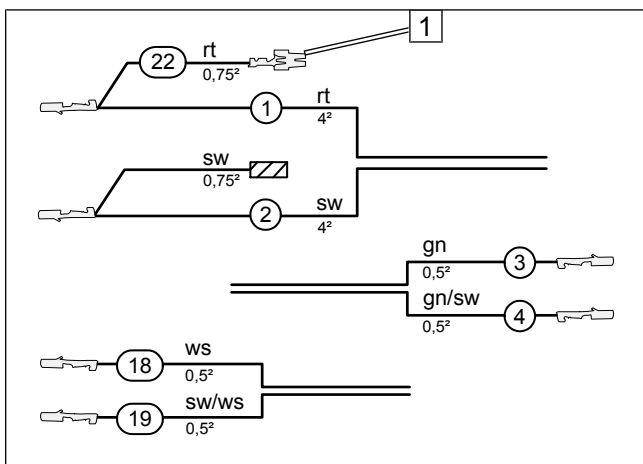 1
22 rt
0,75²
1 rt
4²
sw
0,75²
2 sw
4²
gn 3
0,5²
gn/sw 4
0,5²
18 ws
0,5²
19 sw/ws
0,5²